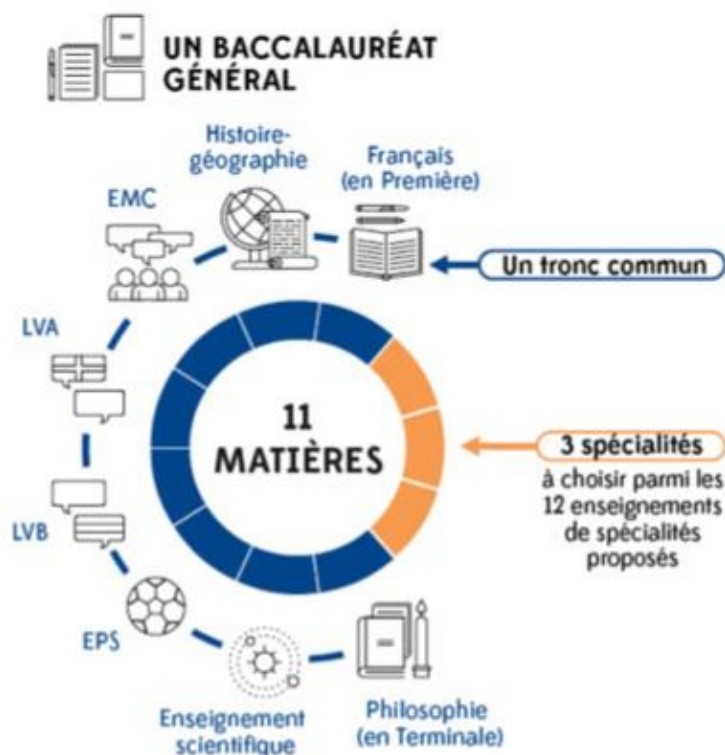 UN BACCALAURÉAT
GÉNÉRAL
Histoire-
géographie
Français
(en Première)
EMC
Un tronc commun
LVA
11
MATIÈRES
3 spécialités
à choisir parmi les
12 enseignements
de spécialités
proposés
LVB
EPS
Enseignement
scientifique
Philosophie
(en Terminale)